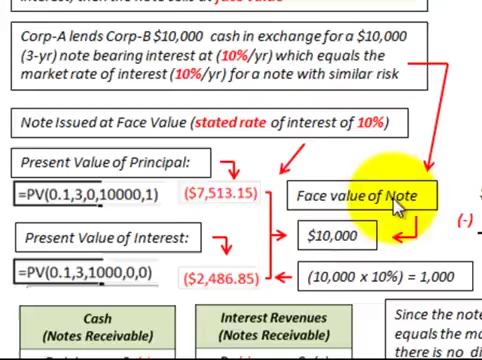 interest, then the note sells at face value
Corp-A lends Corp-B $10,000 cash in exchange for a $10,000
(3-yr) note bearing interest at (10%/yr) which equals the
market rate of interest (10%/yr) for a note with similar risk
Note Issued at Face Value (stated rate of interest of 10%)
Present Value of Principal:
=PV(0.1,3,0,10000,1)
($7,513.15)
Face value of Note
(-)
Present Value of Interest:
$10,000
=PV(0.1,3,1000,0,0)
($2,486.85)
(10,000 x 10%) = 1,000
Cash
(Notes Receivable)
Interest Revenues
(Notes Receivable)
Since the note
equals the ma
there is no di